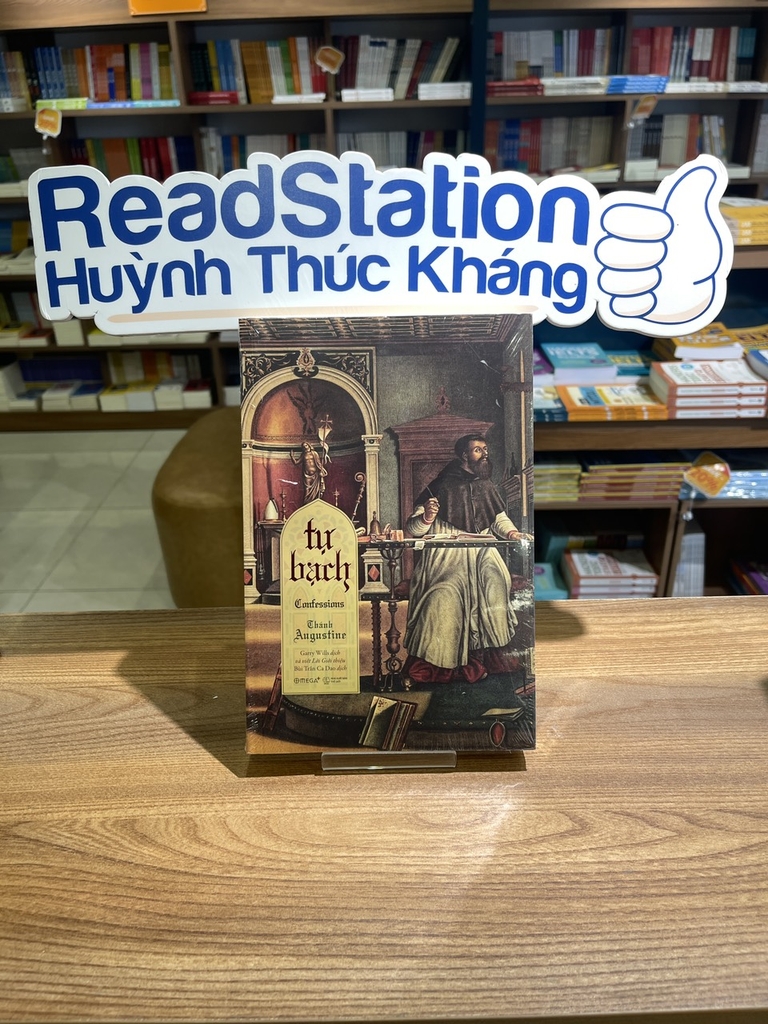 ReadStation
Huỳnh Thúc Kháng
tự
bạch
Confessions
Thánh
Augustine
Garry Wills dịch
và viết Lời Giới thiệu
Bùi Trần Ca Dao dịch
OMEGA+